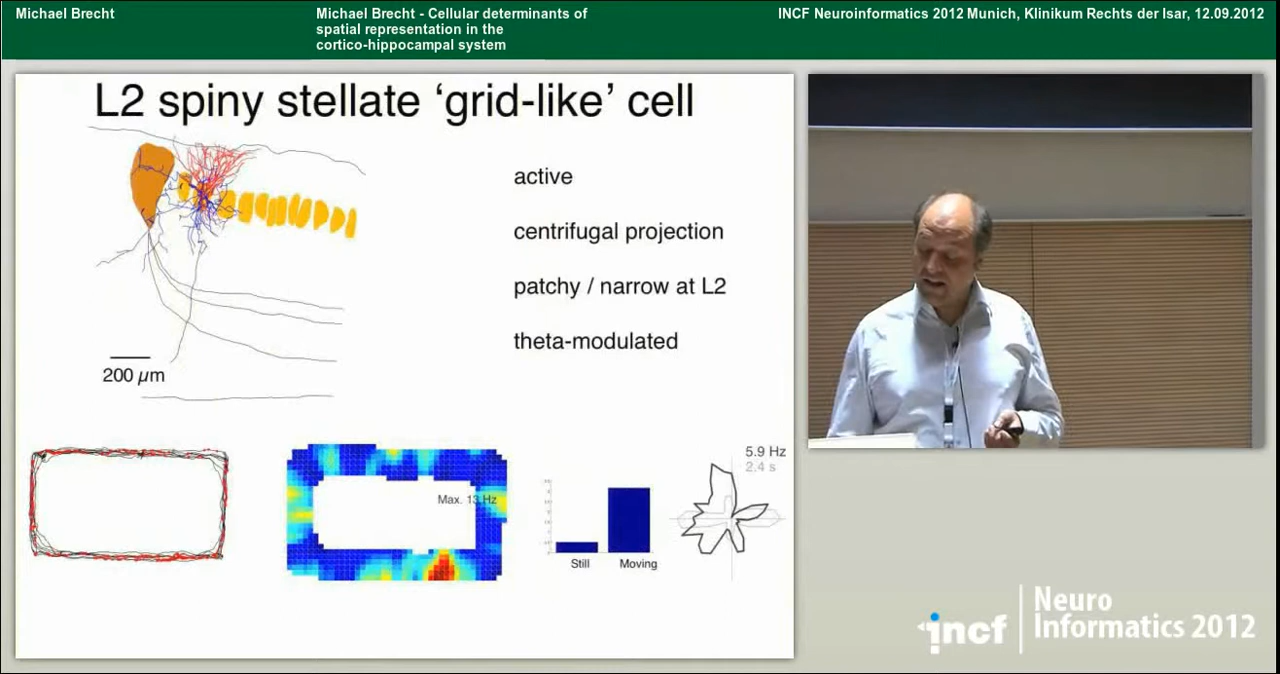 Michael Brecht
Michael Brecht - Cellular determinants of
spatial representation in the
cortico-hippocampal system
INCF Neuroinformatics 2012 Munich, Klinikum Rechts der Isar, 12.09.2012
L2 spiny stellate ‘grid-like’ cell
active
centrifugal projection
patchy / narrow at L2
theta-modulated
200 µm
Max. 13 Hz
Still
Moving
5.9 Hz
2.4 s
incf
Neuro
Informatics 2012